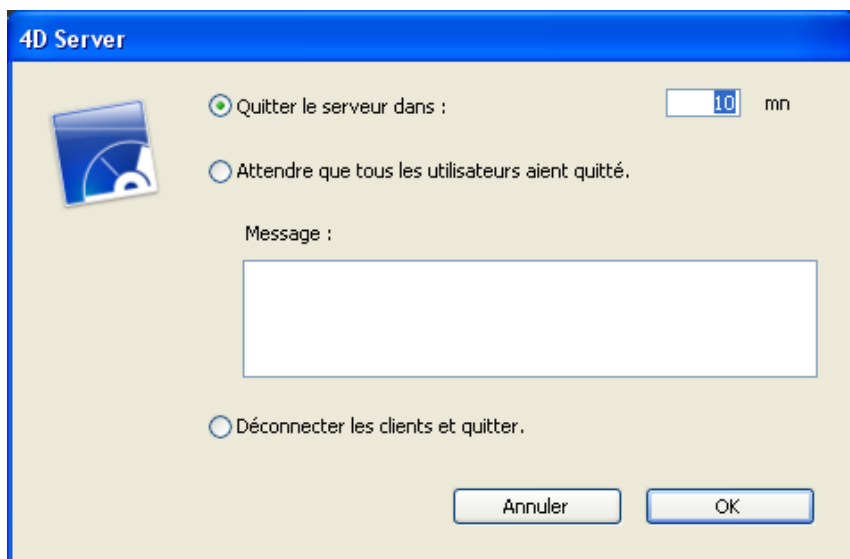 4D Server
Quitter le serveur dans : 10 mn
Attendre que tous les utilisateurs aient quitté.
Message :
Déconnecter les clients et quitter.
Annuler OK